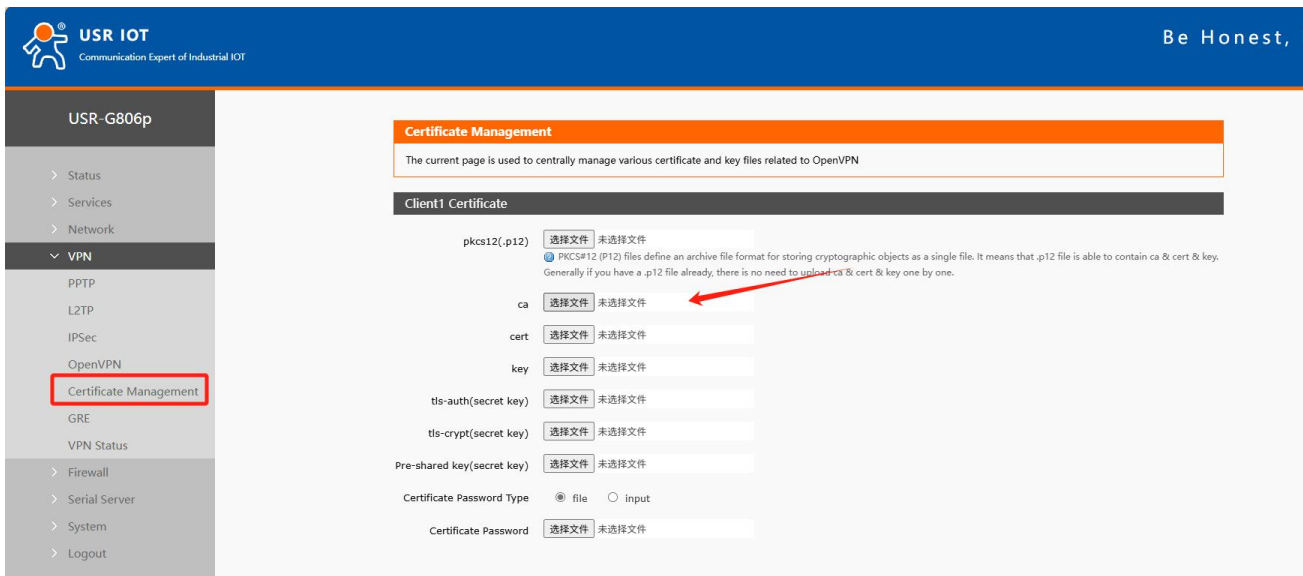 USR IOT
Communication Expert of Industrial IOT
Be Honest,
USR-G806p
Status
Services
Network
VPN
PPTP
L2TP
IPSec
OpenVPN
Certificate Management
GRE
VPN Status
Firewall
Serial Server
System
Logout
Certificate Management
The current page is used to centrally manage various certificate and key files related to OpenVPN
Client1 Certificate
pkcs12(.p12) 选择文件 未选择文件
PKCS#12 (P12) files define an archive file format for storing cryptographic objects as a single file. It means that .p12 file is able to contain ca & cert & key.
Generally if you have a .p12 file already, there is no need to upload ca & cert & key one by one.
ca 选择文件 未选择文件
cert 选择文件 未选择文件
key 选择文件 未选择文件
tls-auth(secret key) 选择文件 未选择文件
tls-crypt(secret key) 选择文件 未选择文件
Pre-shared key(secret key) 选择文件 未选择文件
Certificate Password Type file input
Certificate Password 选择文件 未选择文件